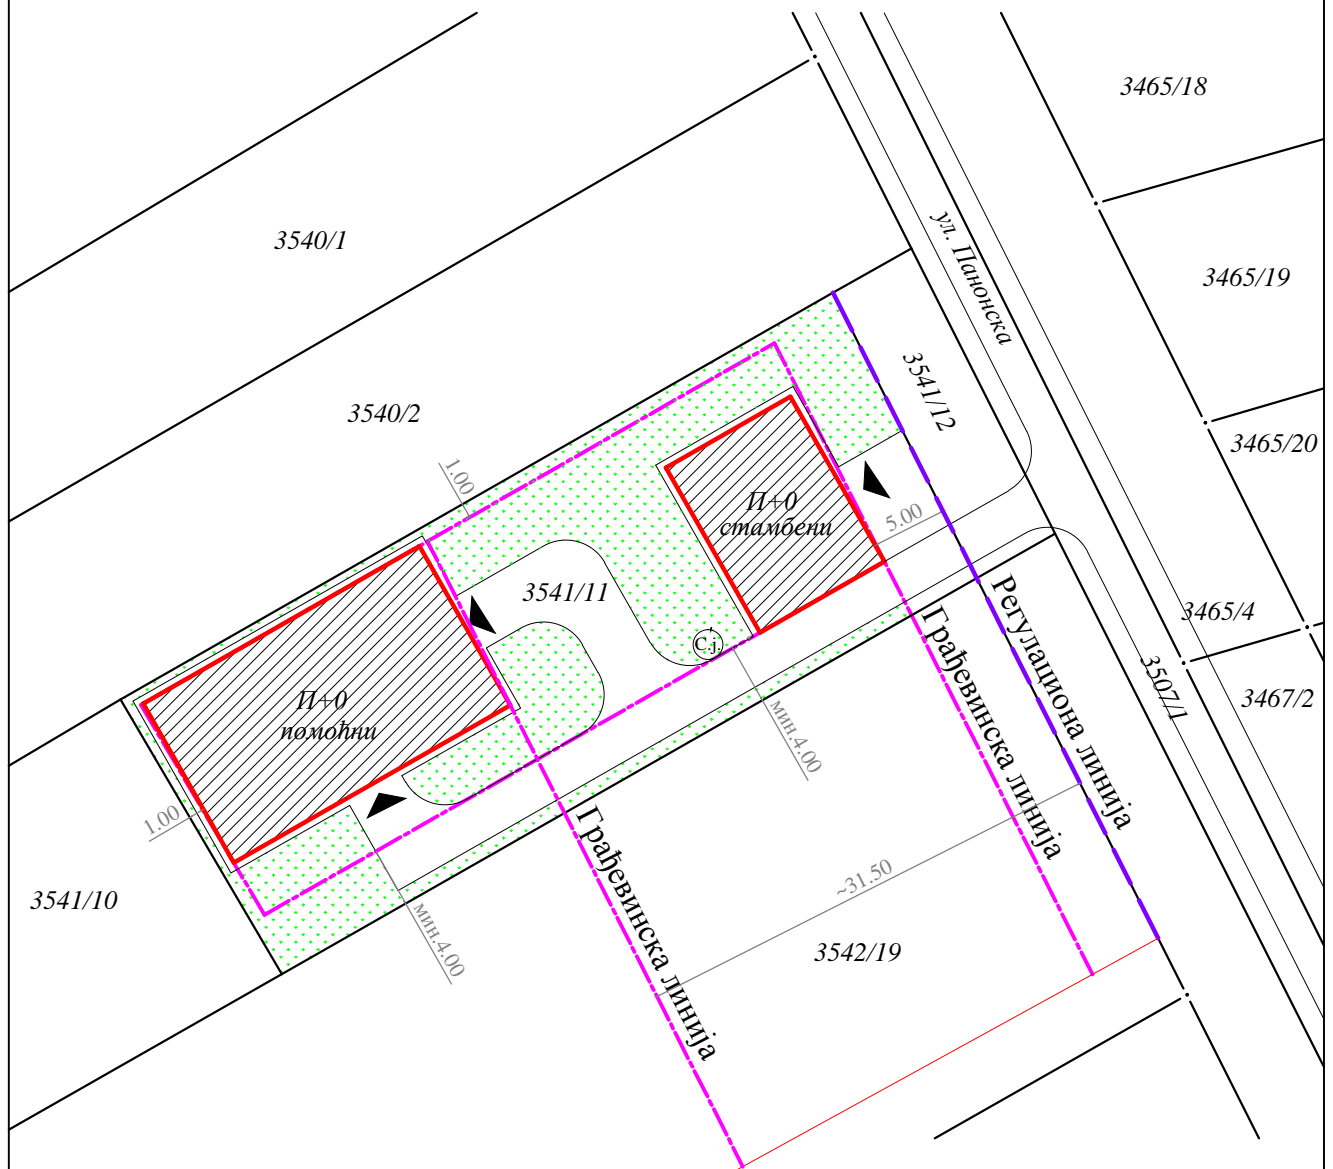 3465/18
ул. Панонска
3540/1
3465/19
3541/12
3540/2
3465/20
1.00
П+0
стамбени
5.00
3541/11
Регулациона линија
3465/4
Грађевинска линија
С.ј.
3507/1
3467/2
П+0
помоћни
мин.4.00
1.00
Грађевинска линија
~31.50
3541/10
мин.4.00
3542/19